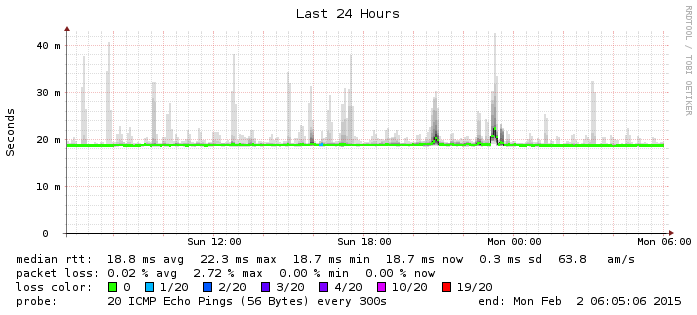 Last 24 Hours
RRDTOOL / TOBI OETIKER
Seconds
40 m
30 m
20 m
10 m
0
Sun 12:00 Sun 18:00 Mon 00:00 Mon 06:00
median rtt: 18.8 ms avg 22.3 ms max 18.7 ms min 18.7 ms now 0.3 ms sd 63.8 am/s
packet loss: 0.02 % avg 2.72 % max 0.00 % min 0.00 % now
loss color: 0 1/20 2/20 3/20 4/20 10/20 19/20
probe: 20 ICMP Echo Pings (56 Bytes) every 300s end: Mon Feb 2 06:05:06 2015